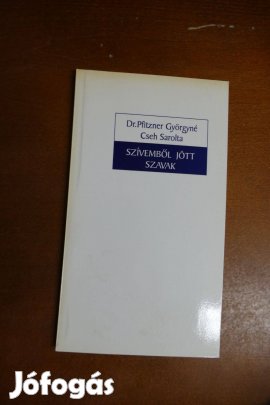 Dr.Pfitzner Györgyné
Cseh Sarolta
SZÍVEMBŐL JÖTT
SZAVAK
Jófogás